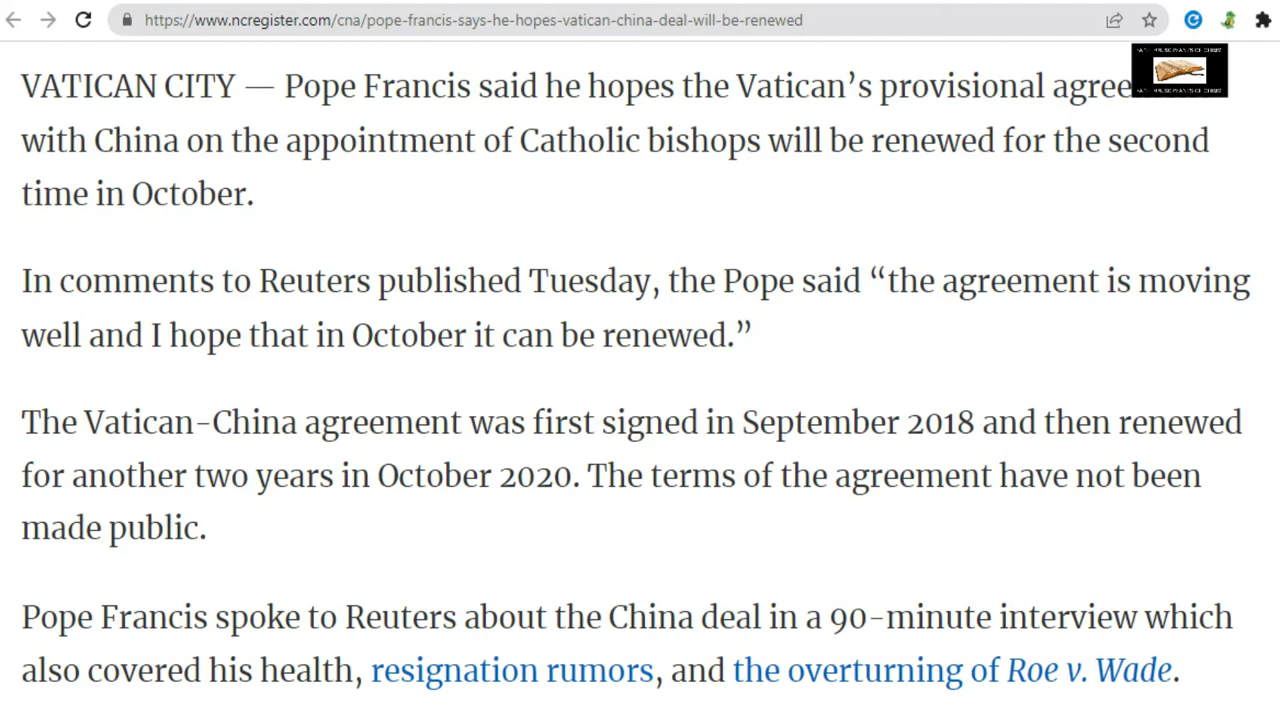 https://www.ncregister.com/cna/pope-francis-says-he-hopes-vatican-china-deal-will-be-renewed
VATICAN CITY — Pope Francis said he hopes the Vatican’s provisional agree
with China on the appointment of Catholic bishops will be renewed for the second
time in October.
In comments to Reuters published Tuesday, the Pope said “the agreement is moving
well and I hope that in October it can be renewed.”
The Vatican-China agreement was first signed in September 2018 and then renewed
for another two years in October 2020. The terms of the agreement have not been
made public.
Pope Francis spoke to Reuters about the China deal in a 90-minute interview which
also covered his health, resignation rumors, and the overturning of Roe v. Wade.